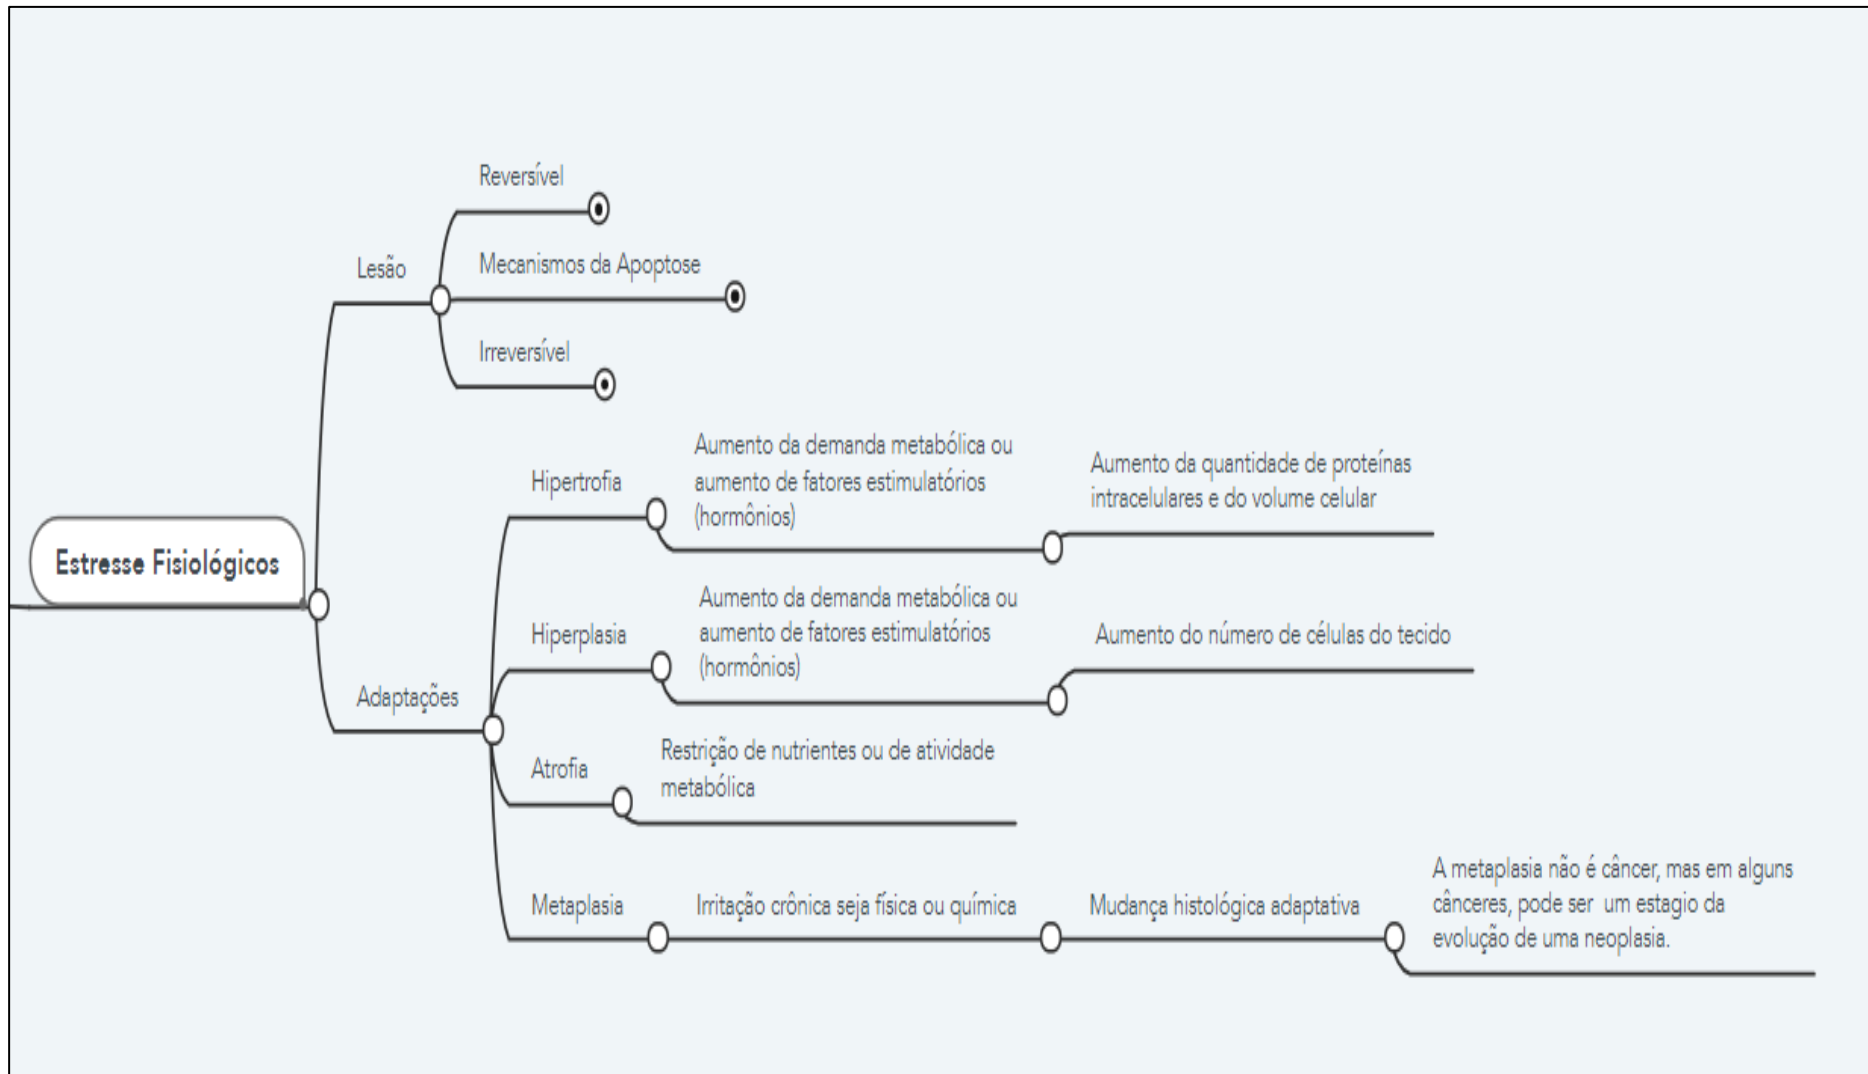 Reversível
Lesão
Mecanismos da Apoptose
Irreversível
Estresse Fisiológicos
Adaptações
Hipertrofia
Aumento da demanda metabólica ou
aumento de fatores estimulatórios
(hormônios)
Aumento da quantidade de proteínas
intracelulares e do volume celular
Hiperplasia
Aumento da demanda metabólica ou
aumento de fatores estimulatórios
(hormônios)
Aumento do número de células do tecido
Atrofia
Restrição de nutrientes ou de atividade
metabólica
Metaplasia
Irritação crônica seja física ou química
Mudança histológica adaptativa
A metaplasia não é câncer, mas em alguns
cânceres, pode ser um estagio da
evolução de uma neoplasia.